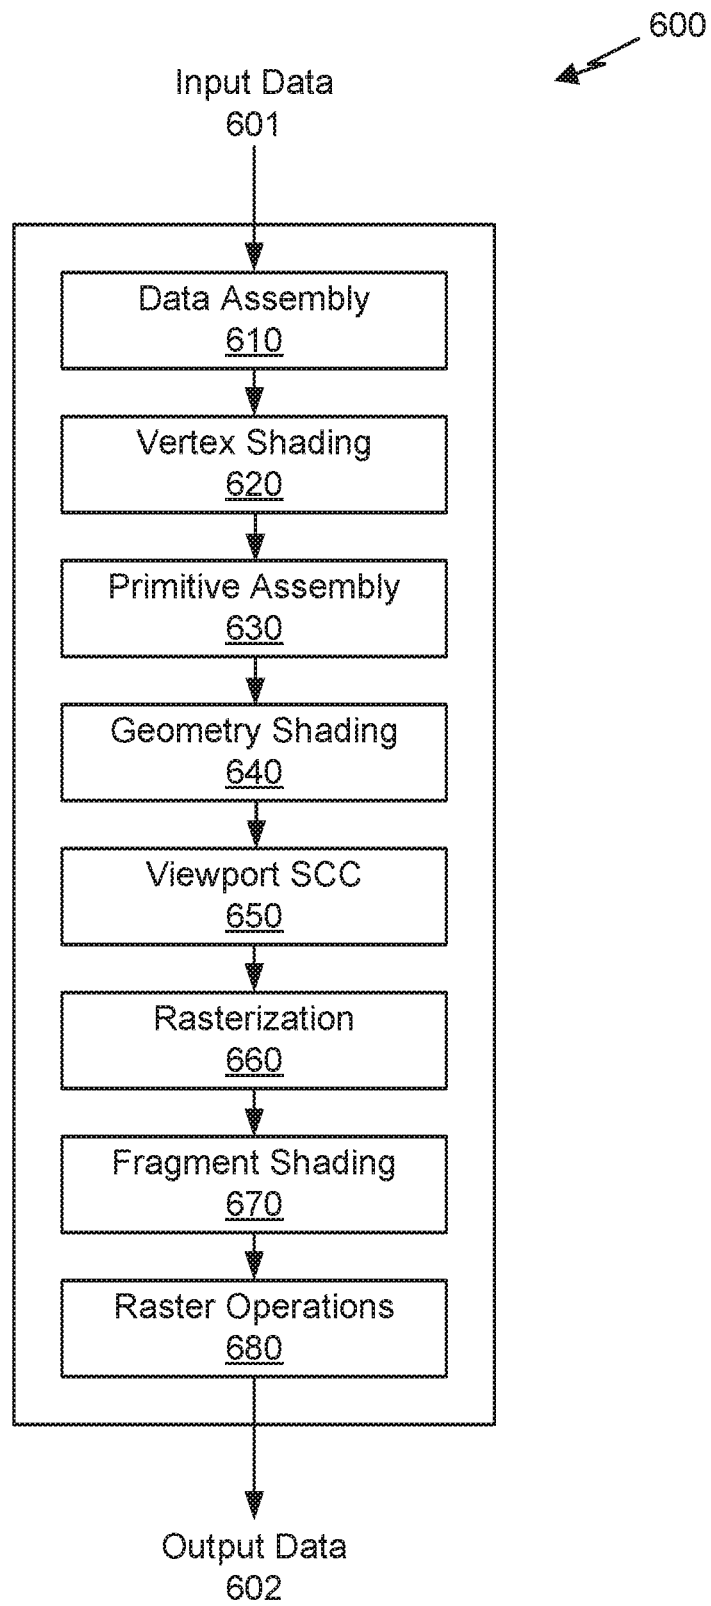 600
Input Data
601
Data Assembly
610
Vertex Shading
620
Primitive Assembly
630
Geometry Shading
640
Viewport SCC
650
Rasterization
660
Fragment Shading
670
Raster Operations
680
Output Data
602